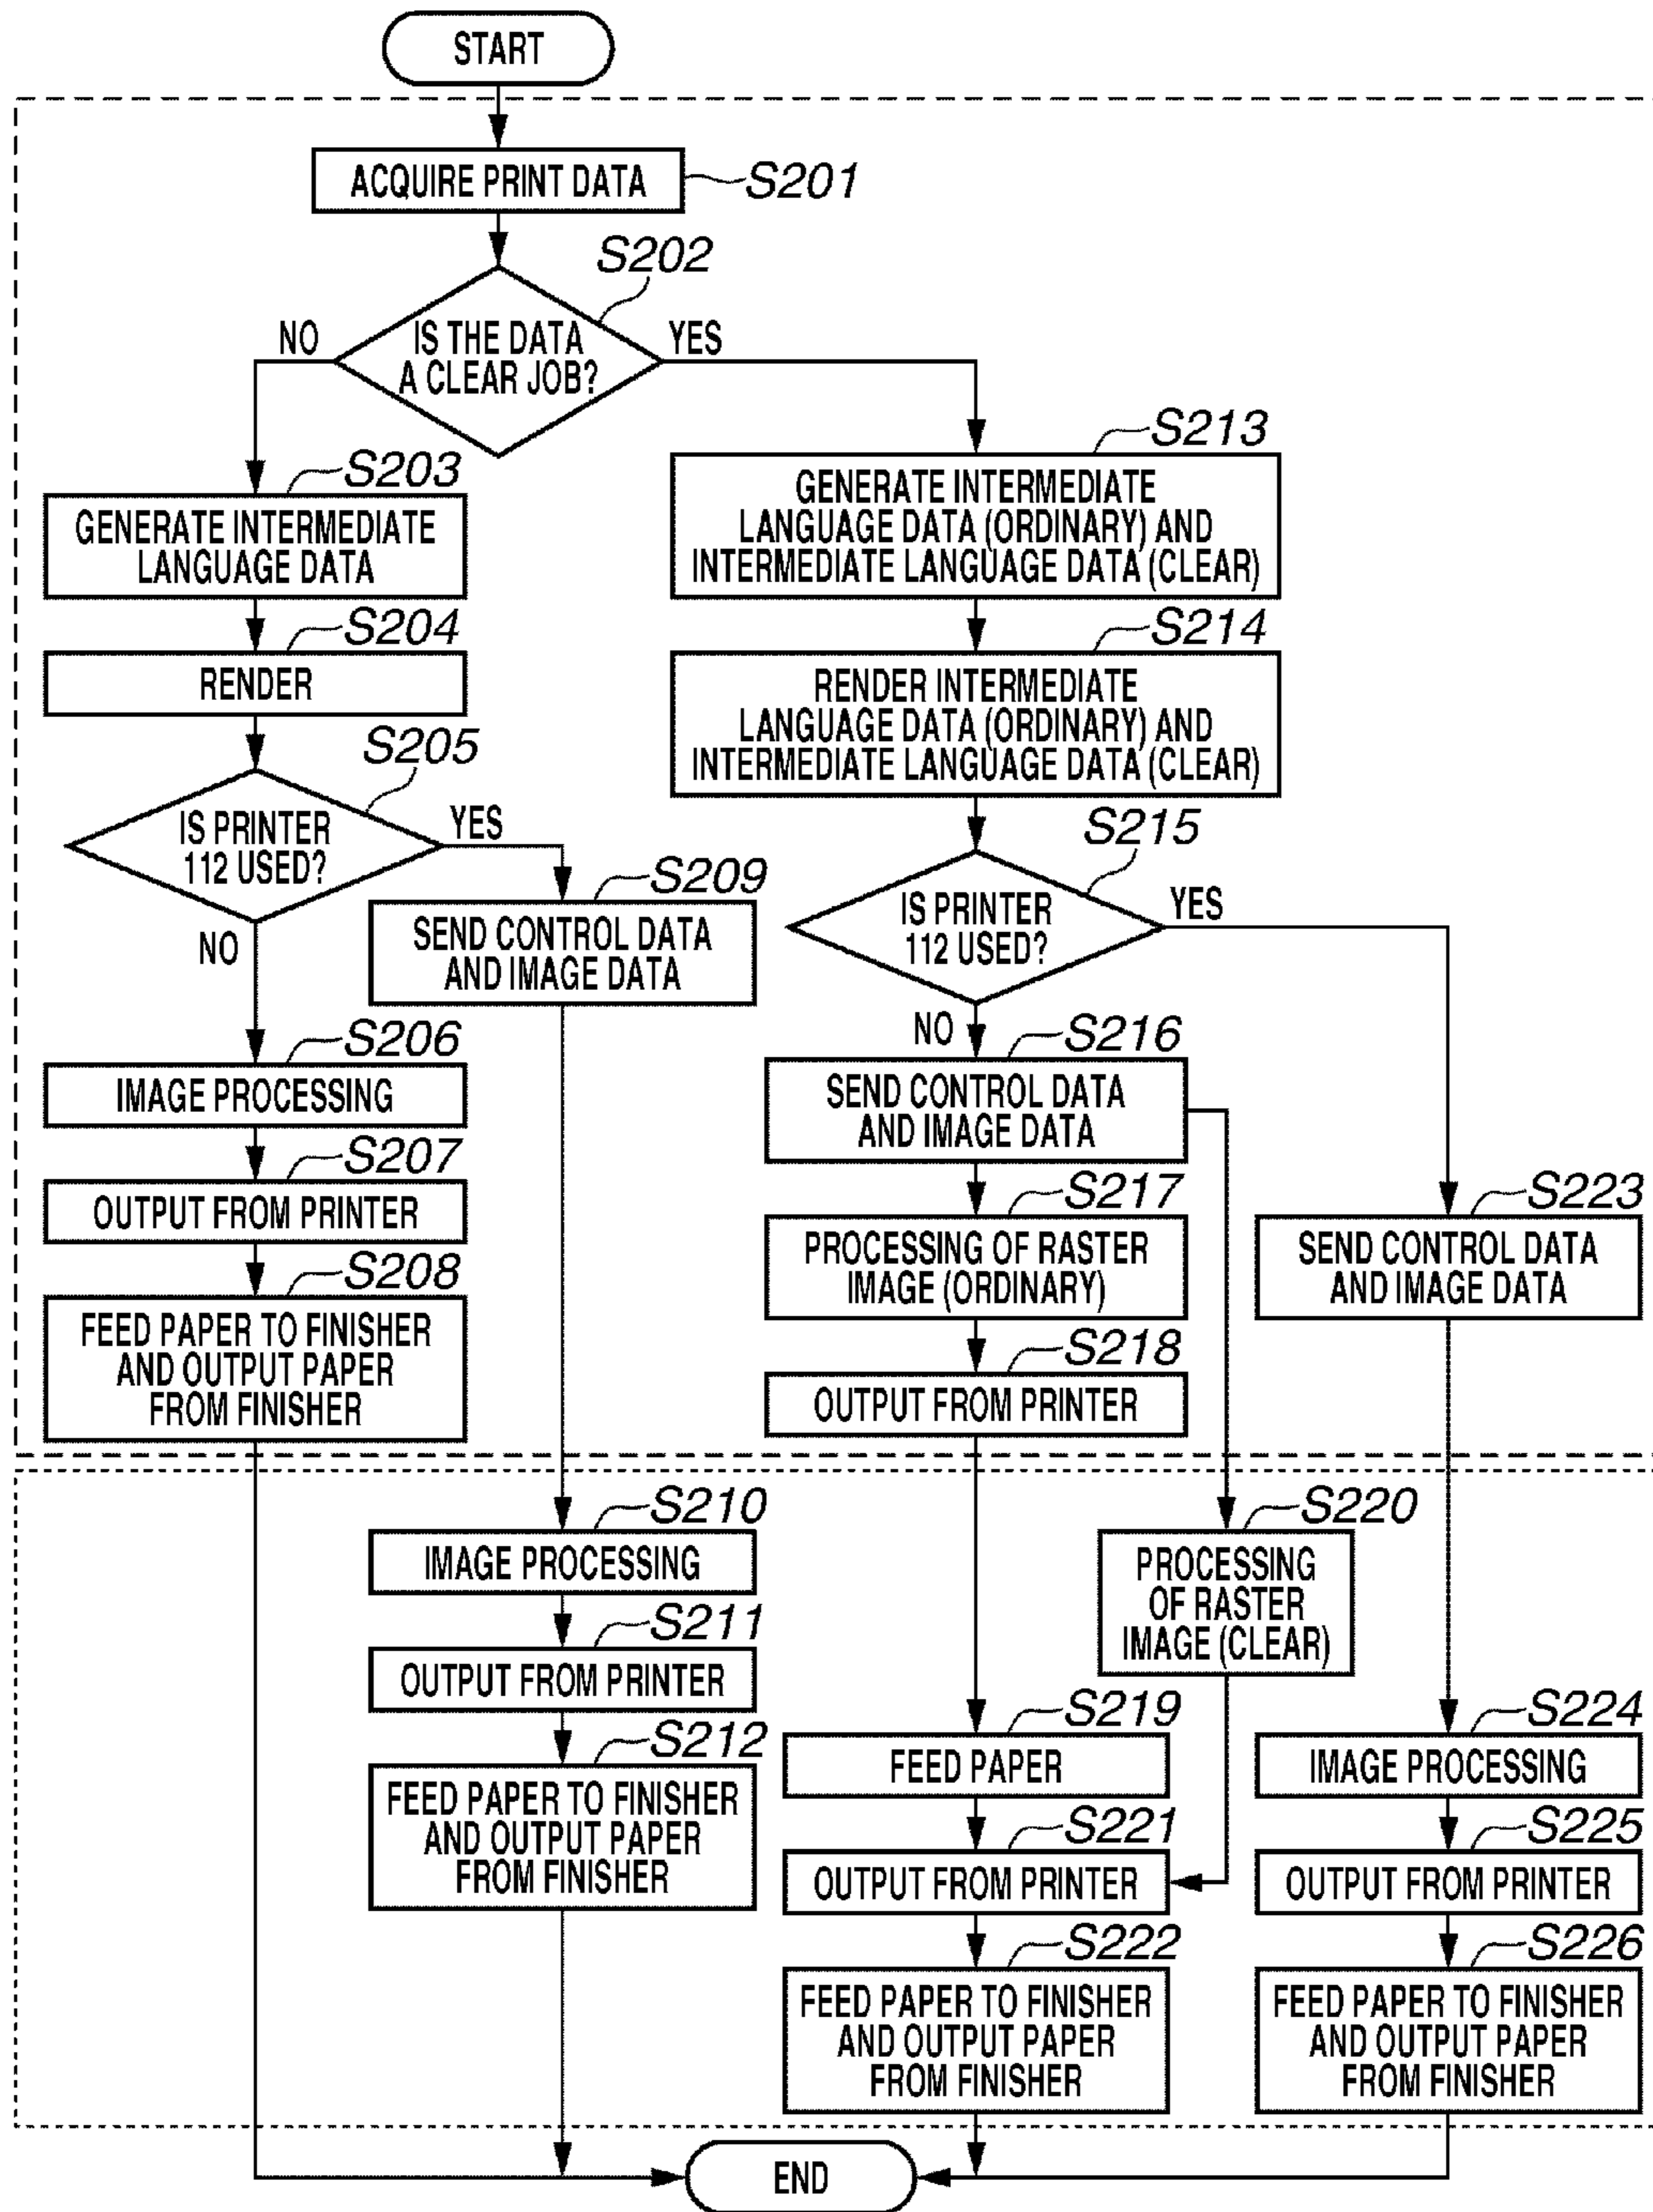 START
ACQUIRE PRINT DATA
S201
S202
IS THE DATA
A CLEAR JOB?
NO
YES
S203
GENERATE INTERMEDIATE
LANGUAGE DATA
S204
RENDER
S205
IS PRINTER
112 USED?
YES
NO
S206
IMAGE PROCESSING
S207
OUTPUT FROM PRINTER
S208
FEED PAPER TO FINISHER
AND OUTPUT PAPER
FROM FINISHER
S209
SEND CONTROL DATA
AND IMAGE DATA
S210
IMAGE PROCESSING
S211
OUTPUT FROM PRINTER
S212
FEED PAPER TO FINISHER
AND OUTPUT PAPER
FROM FINISHER
S213
GENERATE INTERMEDIATE
LANGUAGE DATA (ORDINARY) AND
INTERMEDIATE LANGUAGE DATA (CLEAR)
S214
RENDER INTERMEDIATE
LANGUAGE DATA (ORDINARY) AND
INTERMEDIATE LANGUAGE DATA (CLEAR)
S215
IS PRINTER
112 USED?
YES
NO
S216
SEND CONTROL DATA
AND IMAGE DATA
S217
PROCESSING OF RASTER
IMAGE (ORDINARY)
S218
OUTPUT FROM PRINTER
S219
FEED PAPER
S220
PROCESSING
OF RASTER
IMAGE (CLEAR)
S221
OUTPUT FROM PRINTER
S222
FEED PAPER TO FINISHER
AND OUTPUT PAPER
FROM FINISHER
S223
SEND CONTROL DATA
AND IMAGE DATA
S224
IMAGE PROCESSING
S225
OUTPUT FROM PRINTER
S226
FEED PAPER TO FINISHER
AND OUTPUT PAPER
FROM FINISHER
END